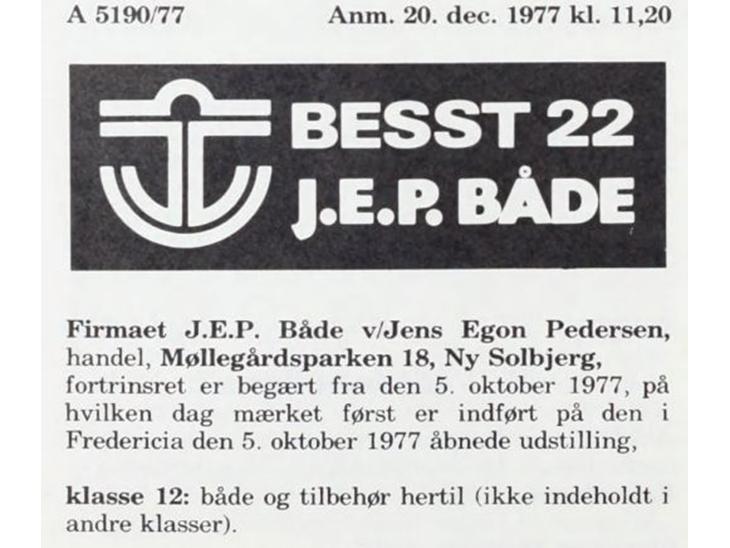 A 5190/77 Anm. 20. dec. 1977 kl. 11,20
BESST 22
J.E.P. BÅDE
Firmaet J.E.P. Både v/Jens Egon Pedersen,
handel, Møllegårdsparken 18, Ny Solbjerg,
fortrinsret er begært fra den 5. oktober 1977, på
hvilken dag mærket først er indført på den i
Fredericia den 5. oktober 1977 åbnede udstilling,
klasse 12: både og tilbehør hertil (ikke indeholdt i
andre klasser).